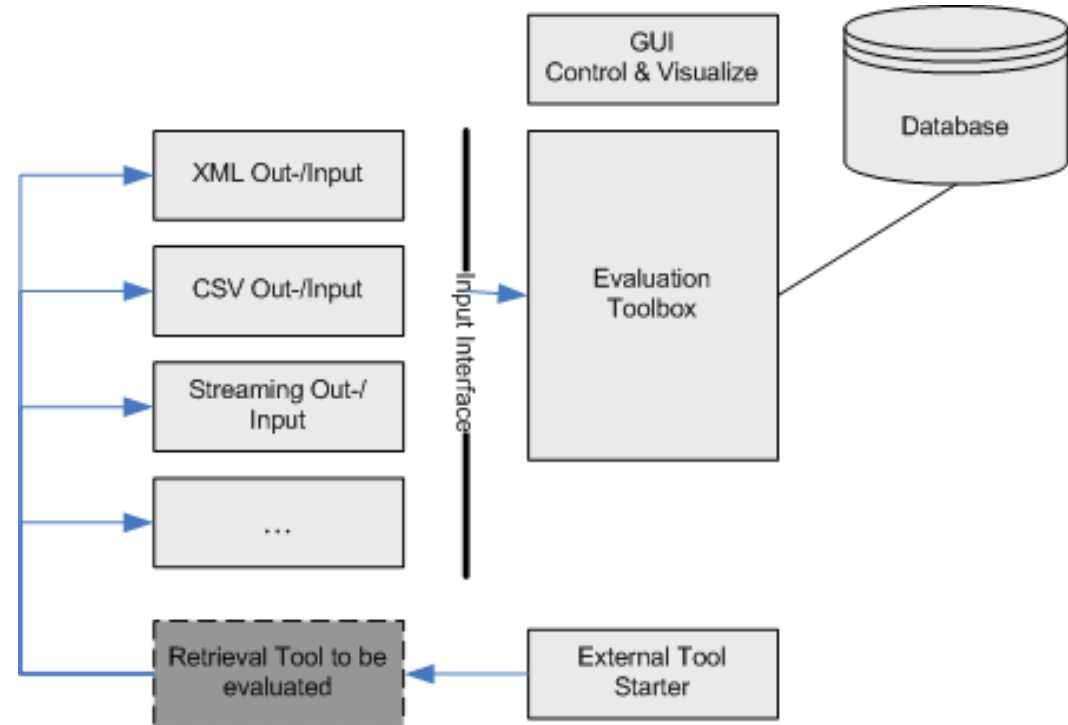 GUI
Control & Visualize
Database
XML Out-/Input
CSV Out-/Input
Streaming Out-/
Input
...
Input Interface
Evaluation
Toolbox
Retrieval Tool to be
evaluated
External Tool
Starter